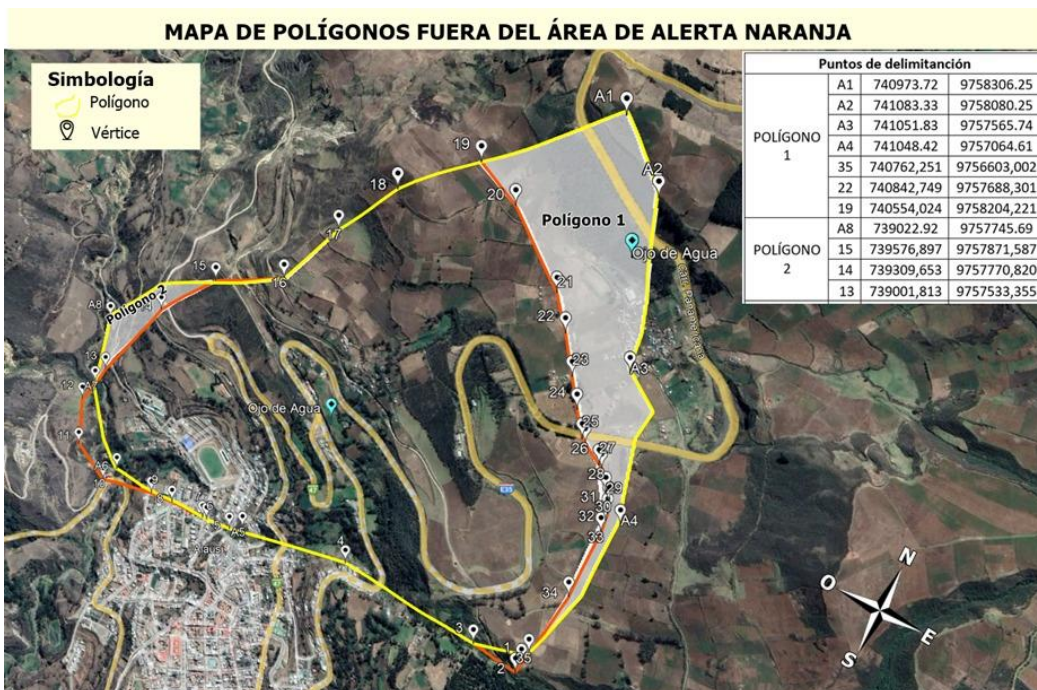 MAPA DE POLÍGONOS FUERA DEL ÁREA DE ALERTA NARANJA
Simbología
Polígono
Vértice
Puntos de delimitanción
POLÍGONO 1
A1 740973.72 9758306.25
A2 741083.33 9758080.25
A3 741051.83 9757565.74
A4 741048.42 9757064.61
35 740762,251 9756603,002
22 740842,749 9757688,301
19 740554,024 9758204,221
POLÍGONO 2
A8 739022.92 9757745.69
15 739576,897 9757871,587
14 739309,653 9757770,820
13 739001,813 9757533,355
A1
19
A2
18
20
Polígono 1
17
Ojo de Agua
15
16
21
A8
Polígono 2
22
13
23
A3
12
A7
24
Ojo de Agua
25
11
26
27
A6
28
9
29
E35
31
30
A4
32
A5
33
Alausí
4
34
3
1
35
2
N
O
E
S